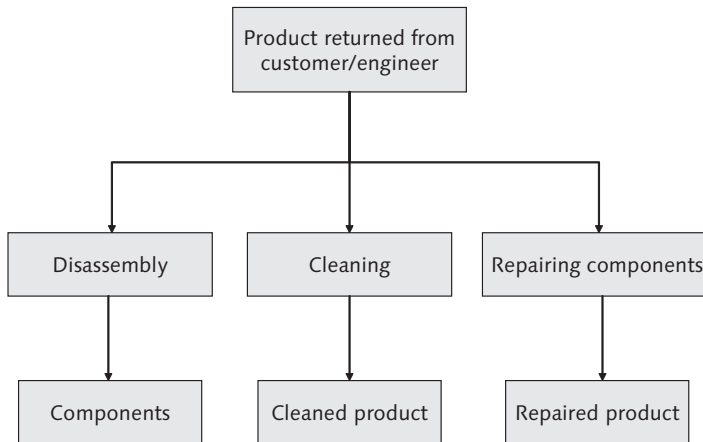 Product returned from
customer/engineer
Disassembly
Cleaning
Repairing components
Components
Cleaned product
Repaired product